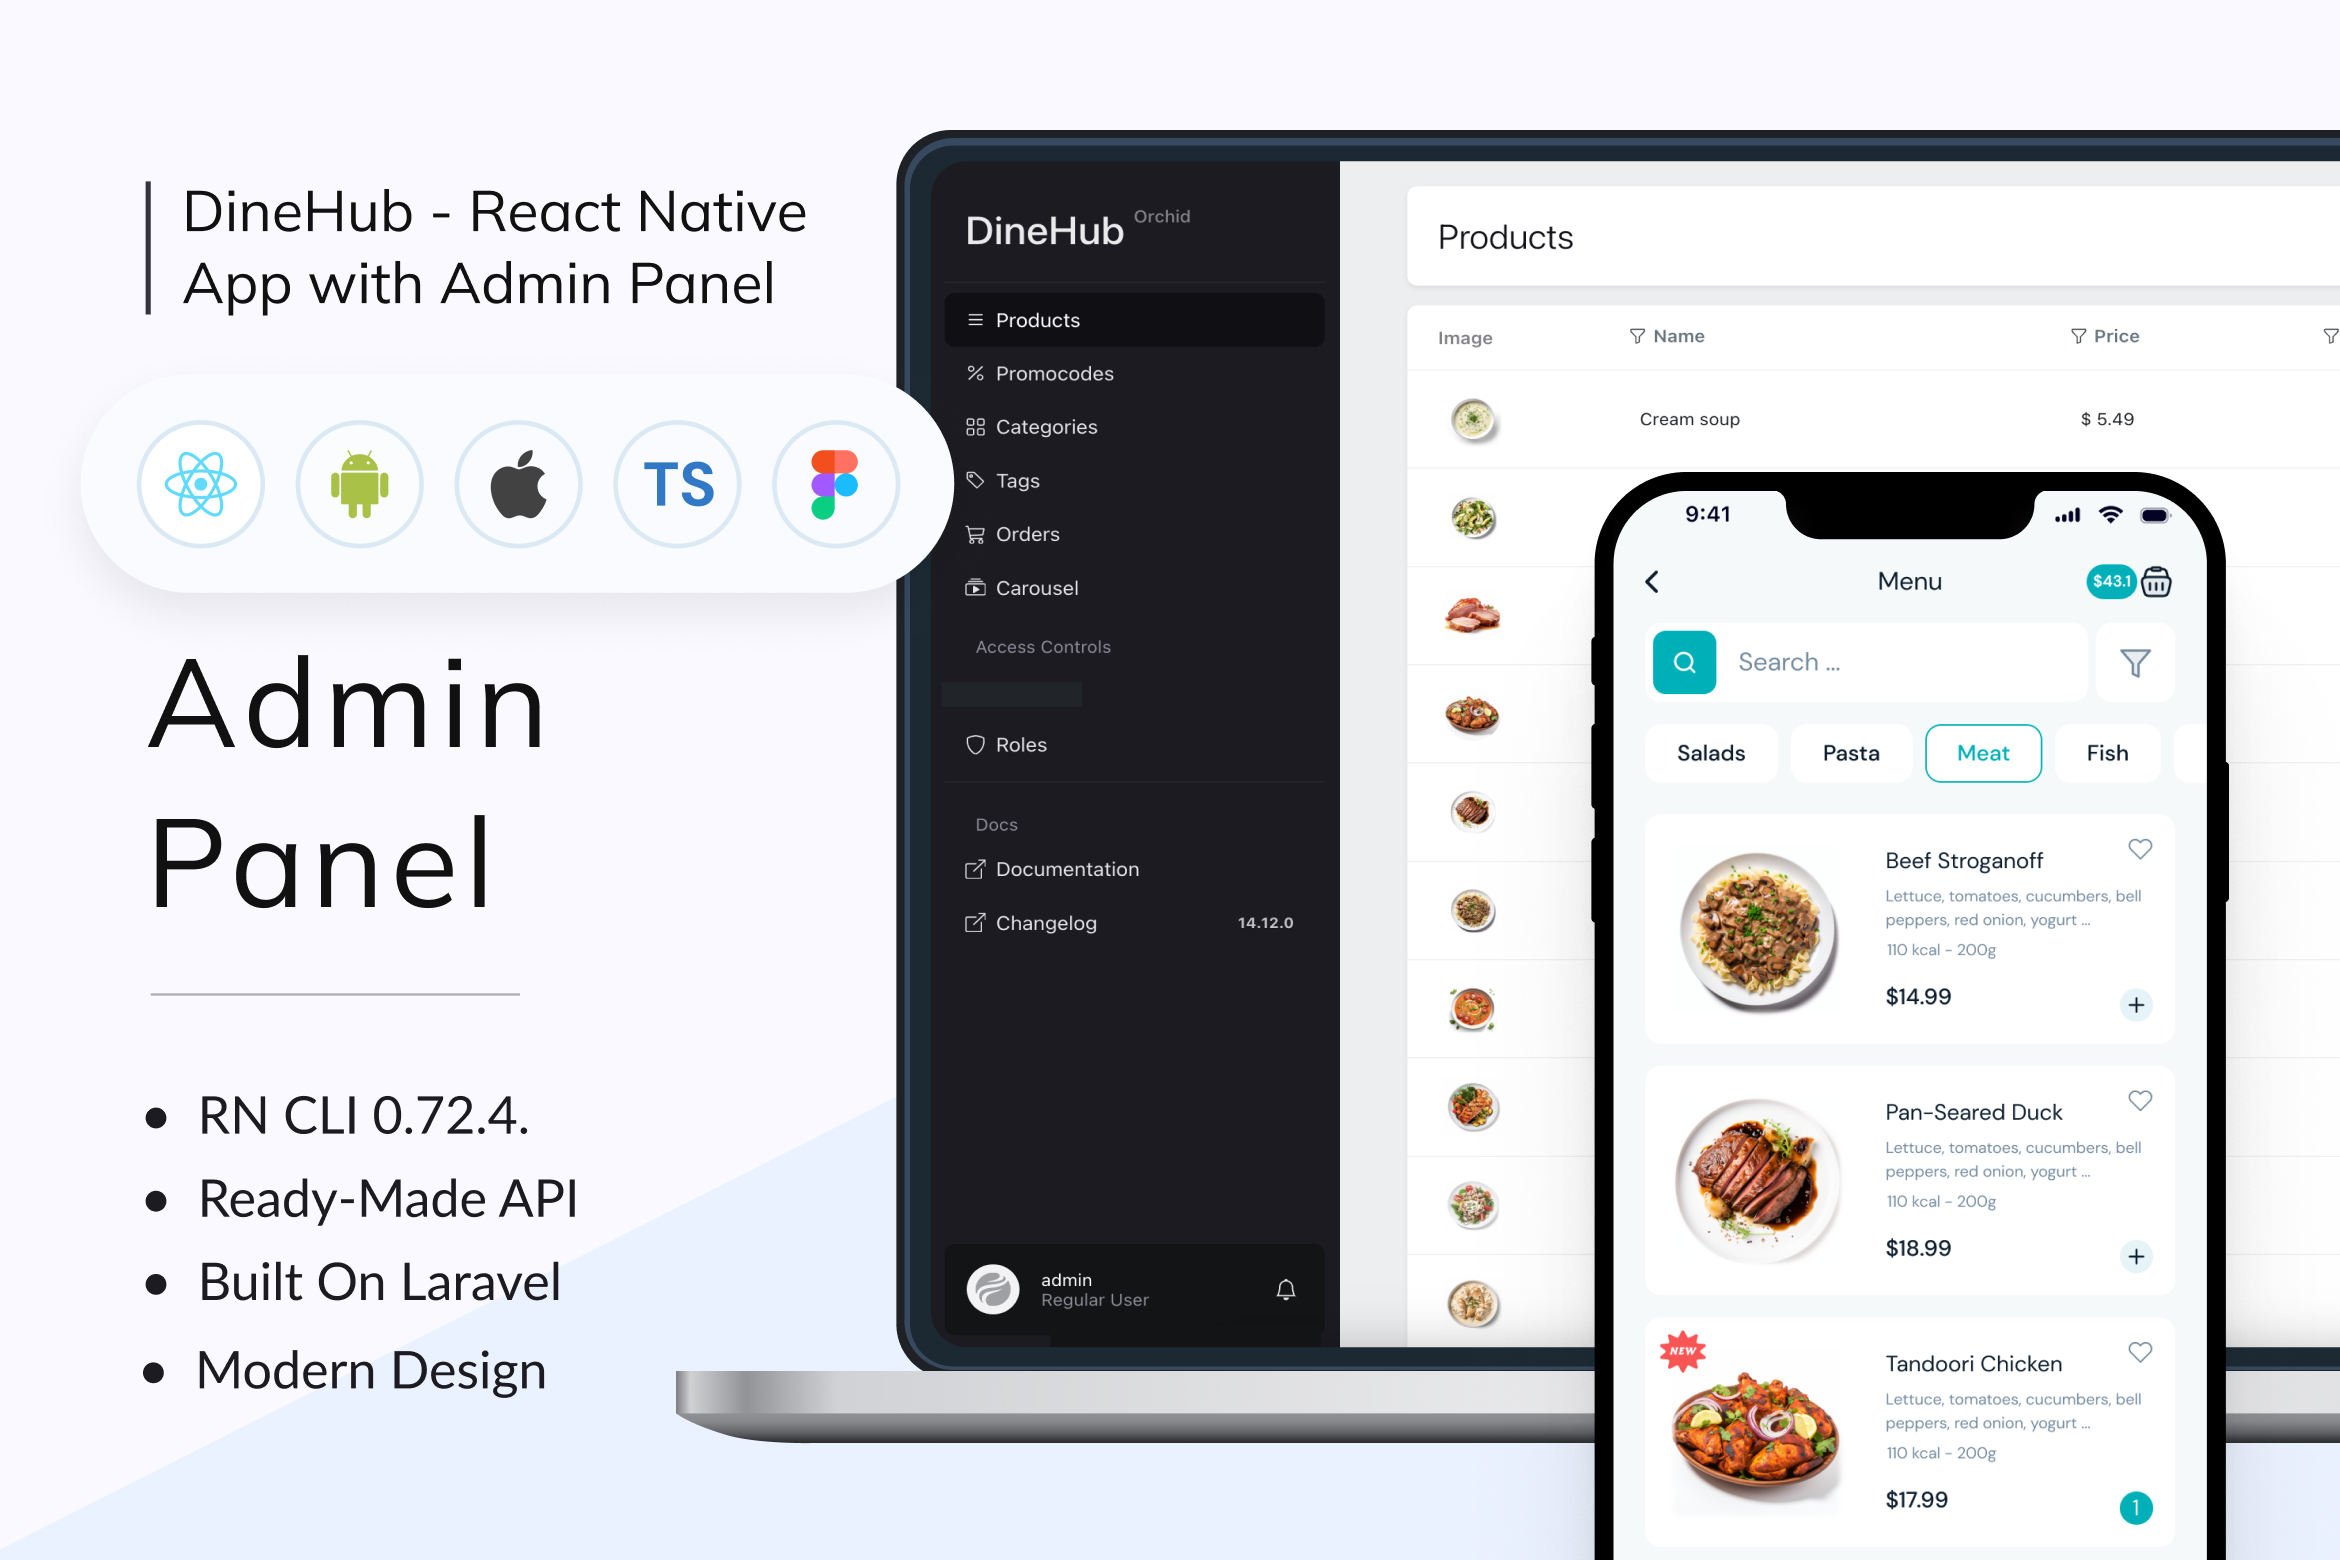 DineHub - React Native
App with Admin Panel
TS
Admin
Panel
RN CLI 0.72.4.
Ready-Made API
Built On Laravel
Modern Design
DineHub Orchid
Products
Promocodes
Categories
Tags
Orders
Carousel
Access Controls
Roles
Docs
Documentation
Changelog 14.12.0
admin
Regular User
Products
Image Name Price
Cream soup $ 5.49
9:41
Menu $43.1
Search ...
Salads Pasta Meat Fish
Beef Stroganoff
Lettuce, tomatoes, cucumbers, bell
peppers, red onion, yogurt ...
110 kcal - 200g
$14.99
+
Pan-Seared Duck
Lettuce, tomatoes, cucumbers, bell
peppers, red onion, yogurt ...
110 kcal - 200g
$18.99
+
NEW
Tandoori Chicken
Lettuce, tomatoes, cucumbers, bell
peppers, red onion, yogurt ...
110 kcal - 200g
$17.99
1